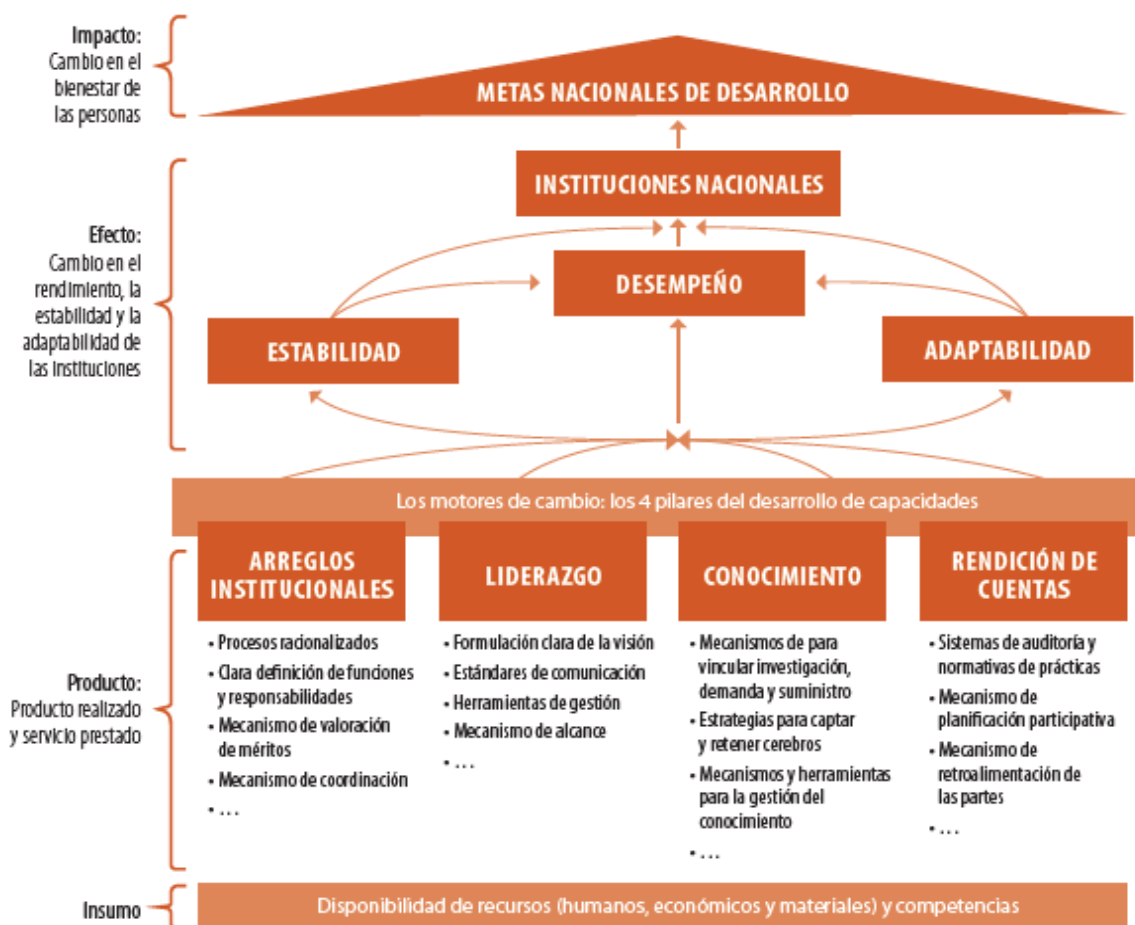 Impacto:
Cambio en el
bienestar de
las personas
METAS NACIONALES DE DESARROLLO
INSTITUCIONES NACIONALES
Efecto:
Cambio en el
rendimiento, la
estabilidad y la
adaptabilidad de
las instituciones
DESEMPEÑO
ESTABILIDAD
ADAPTABILIDAD
Los motores de cambio: los 4 pilares del desarrollo de capacidades
Producto:
Producto realizado
y servicio prestado
ARREGLOS
INSTITUCIONALES
• Procesos racionalizados
• Clara definición de funciones
y responsabilidades
• Mecanismo de valoración
de méritos
• Mecanismo de coordinación
• ...
LIDERAZGO
• Formulación clara de la visión
• Estándares de comunicación
• Herramientas de gestión
• Mecanismo de alcance
• ...
CONOCIMIENTO
• Mecanismos de para
vincular investigación,
demanda y suministro
• Estrategias para captar
y retener cerebros
• Mecanismos y herramientas
para la gestión del
conocimiento
• ...
RENDICIÓN DE
CUENTAS
• Sistemas de auditoría y
normativas de prácticas
• Mecanismo de
planificación participativa
• Mecanismo de
retroalimentación de
las partes
• ...
Insumo
Disponibilidad de recursos (humanos, económicos y materiales) y competencias